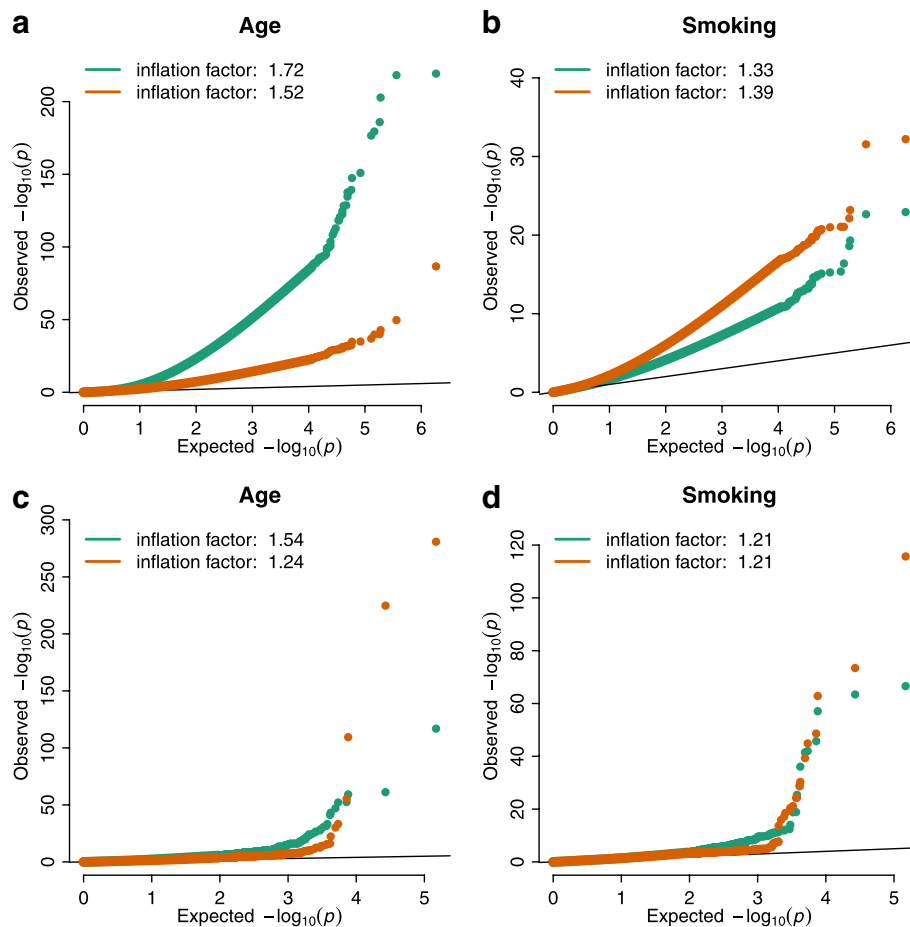 a
Age
inflation factor: 1.72
inflation factor: 1.52
Observed −log10(p)
0 50 100 150 200
0 1 2 3 4 5 6
Expected −log10(p)
b
Smoking
inflation factor: 1.33
inflation factor: 1.39
Observed −log10(p)
0 10 20 30 40
0 1 2 3 4 5 6
Expected −log10(p)
c
Age
inflation factor: 1.54
inflation factor: 1.24
Observed −log10(p)
0 50 100 150 200 250 300
0 1 2 3 4 5
Expected −log10(p)
d
Smoking
inflation factor: 1.21
inflation factor: 1.21
Observed −log10(p)
0 20 40 60 80 100 120
0 1 2 3 4 5
Expected −log10(p)